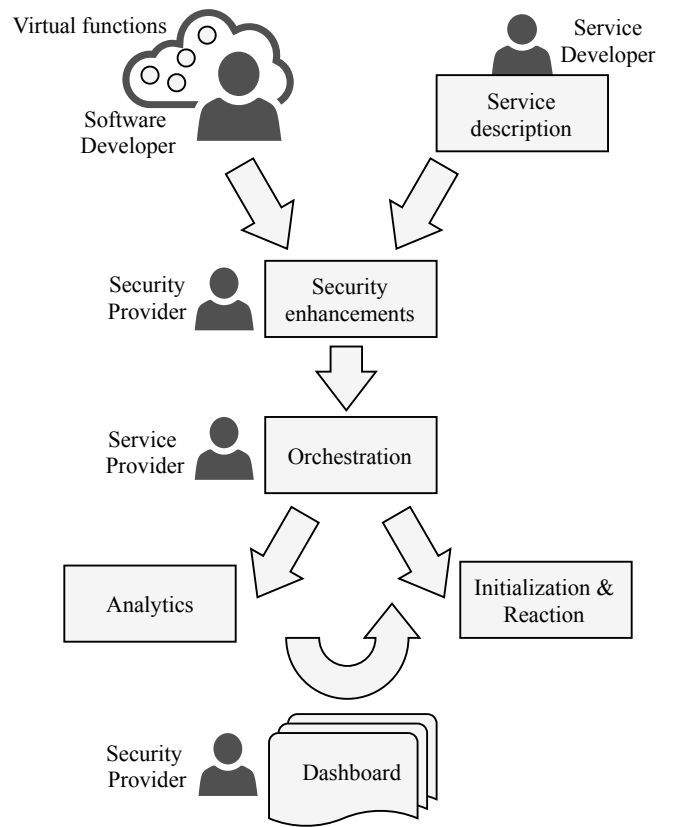 Virtual functions
Software
Developer
Service
Developer
Service
description
Security
Provider
Security
enhancements
Service
Provider
Orchestration
Analytics
Initialization &
Reaction
Security
Provider
Dashboard